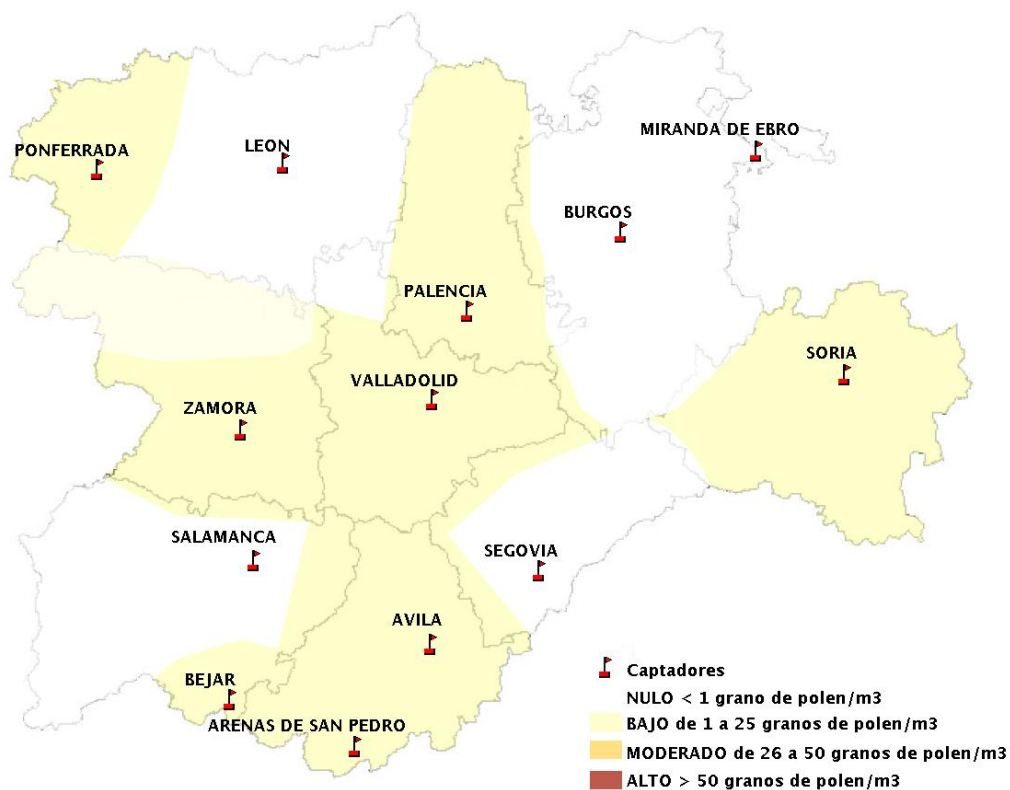 MIRANDA DE EBRO
PONFERRADA
LEON
BURGOS
PALENCIA
SORIA
VALLADOLID
ZAMORA
SALAMANCA
SEGOVIA
AVILA
BEJAR
ARENAS DE SAN PEDRO
Captadores
NULO < 1 grano de polen/m3
BAJO de 1 a 25 granos de polen/m3
MODERADO de 26 a 50 granos de polen/m3
ALTO > 50 granos de polen/m3